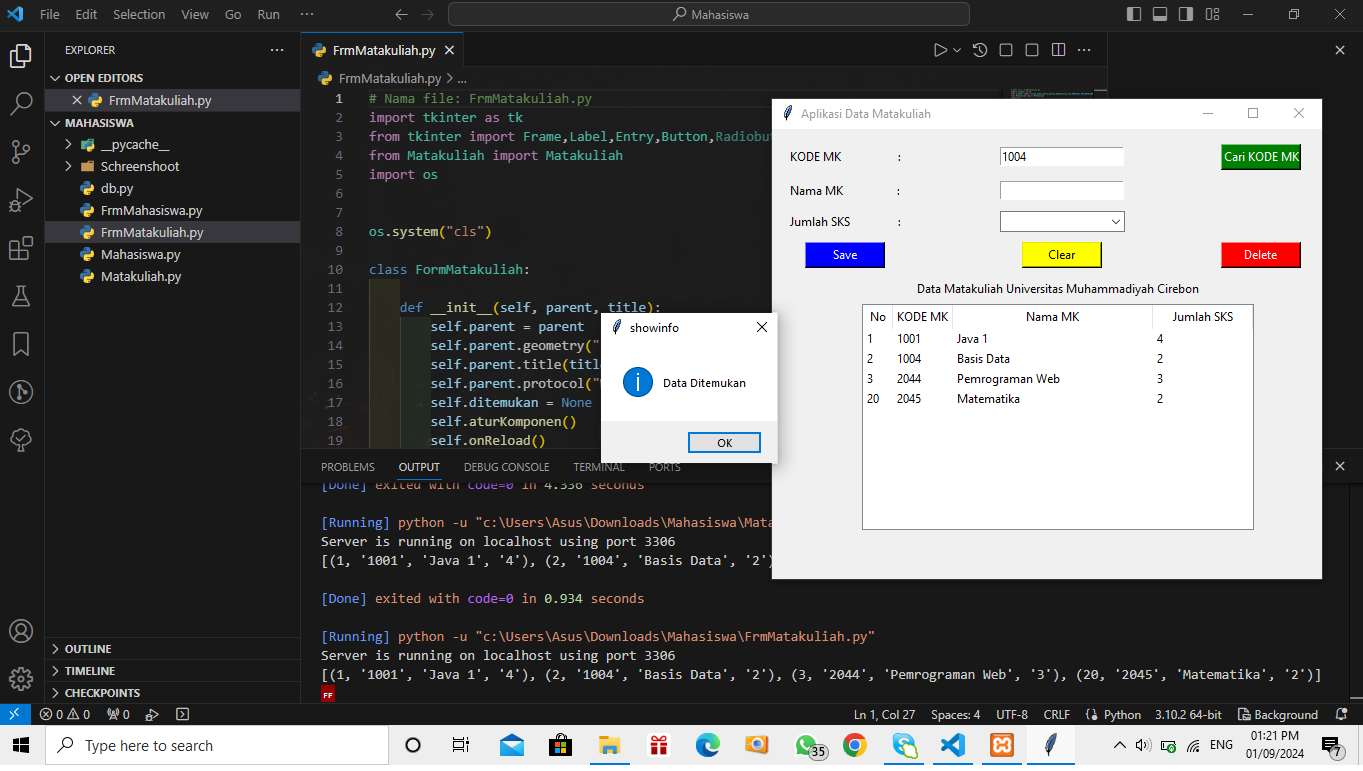 File Edit Selection View Go Run ··· Mahasiswa
EXPLORER ···
OPEN EDITORS
FrmMatakuliah.py
MAHASISWA
__pycache__
Schreenshoot
db.py
FrmMahasiswa.py
FrmMatakuliah.py
Mahasiswa.py
Matakuliah.py
OUTLINE
TIMELINE
CHECKPOINTS
FrmMatakuliah.py
FrmMatakuliah.py > ...
1 # Nama file: FrmMatakuliah.py
2 import tkinter as tk
3 from tkinter import Frame,Label,Entry,Button,Radiobut
4 from Matakuliah import Matakuliah
5 import os
6
7
8 os.system("cls")
9
10 class FormMatakuliah:
11
12 def __init__(self, parent, title):
13 self.parent = parent
14 self.parent.geometry("
15 self.parent.title(titl
16 self.parent.protocol("
17 self.ditemukan = None
18 self.aturKomponen()
19 self.onReload()
PROBLEMS OUTPUT DEBUG CONSOLE TERMINAL PORTS
[Done] exited with code=0 in 4.336 seconds
[Running] python -u "c:\Users\Asus\Downloads\Mahasiswa\Mata
Server is running on localhost using port 3306
[(1, '1001', 'Java 1', '4'), (2, '1004', 'Basis Data', '2')
[Done] exited with code=0 in 0.934 seconds
[Running] python -u "c:\Users\Asus\Downloads\Mahasiswa\FrmMatakuliah.py"
Server is running on localhost using port 3306
[(1, '1001', 'Java 1', '4'), (2, '1004', 'Basis Data', '2'), (3, '2044', 'Pemrograman Web', '3'), (20, '2045', 'Matematika', '2')]
FF
showinfo
Data Ditemukan
OK
Aplikasi Data Matakuliah
KODE MK : 1004 Cari KODE MK
Nama MK :
Jumlah SKS :
Save Clear Delete
Data Matakuliah Universitas Muhammadiyah Cirebon
No KODE MK Nama MK Jumlah SKS
1 1001 Java 1 4
2 1004 Basis Data 2
3 2044 Pemrograman Web 3
20 2045 Matematika 2
0 0 0 Ln 1, Col 27 Spaces: 4 UTF-8 CRLF Python 3.10.2 64-bit Background
Type here to search 35 ENG 01:21 PM
01/09/2024 7